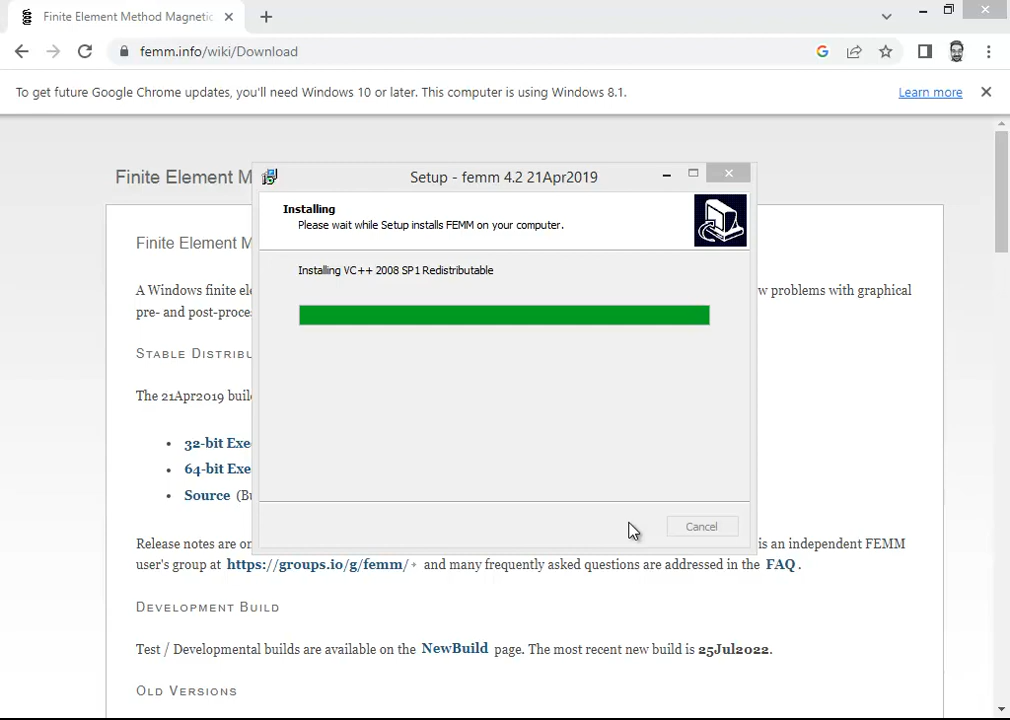 Finite Element Method Magnetic
femm.info/wiki/Download
To get future Google Chrome updates, you'll need Windows 10 or later. This computer is using Windows 8.1.
Learn more
Finite Element M
Setup - femm 4.2 21Apr2019
Installing
Please wait while Setup installs FEMM on your computer.
Installing VC++ 2008 SP1 Redistributable
Cancel
Finite Element M
A Windows finite el
w problems with graphical
pre- and post-proce
STABLE DISTRIBU
The 21Apr2019 buil
• 32-bit Exe
• 64-bit Exe
• Source (Bu
Release notes are on
is an independent FEMM
user's group at https://groups.io/g/femm/ and many frequently asked questions are addressed in the FAQ .
DEVELOPMENT BUILD
Test / Developmental builds are available on the NewBuild page. The most recent new build is 25Jul2022.
OLD VERSIONS